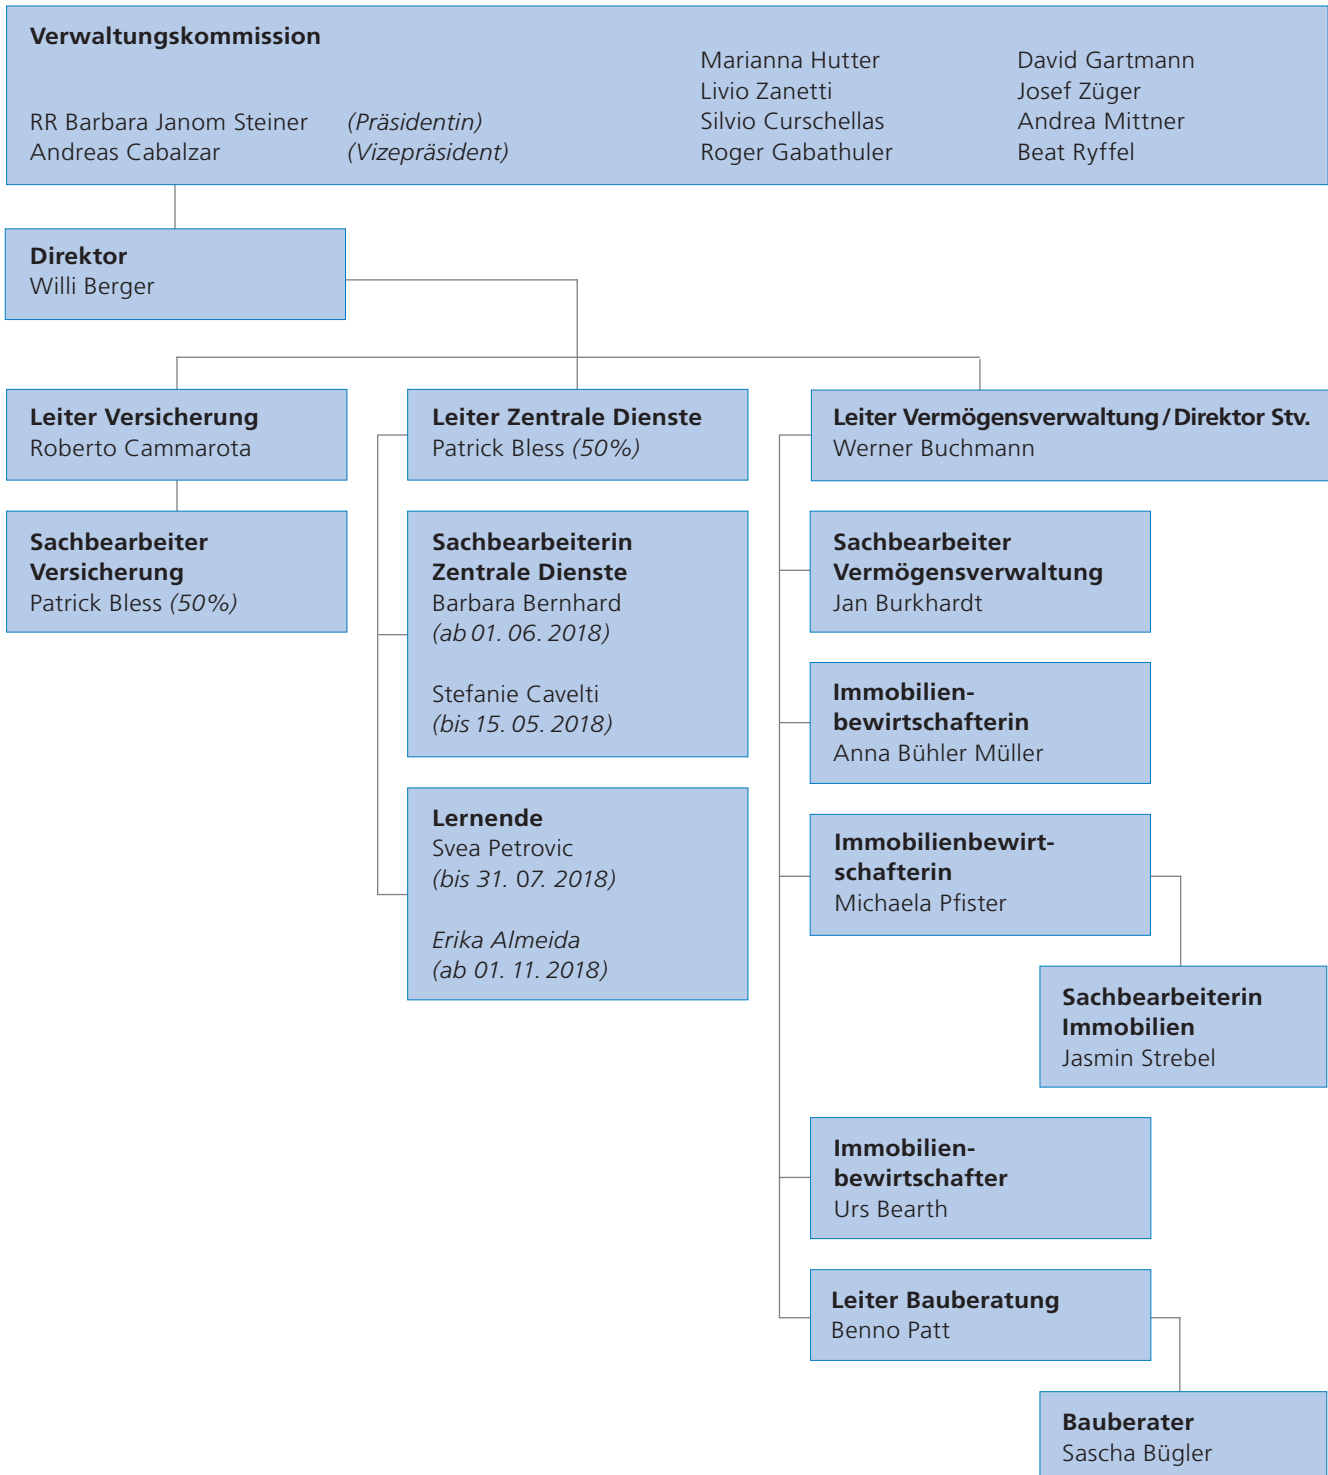 Verwaltungskommission
RR Barbara Janom Steiner (Präsidentin)
Andreas Cabalzar (Vizepräsident)
Marianna Hutter
Livio Zanetti
Silvio Curschellas
Roger Gabathuler
David Gartmann
Josef Züger
Andrea Mittner
Beat Ryffel
Direktor
Willi Berger
Leiter Versicherung
Roberto Cammarota
Sachbearbeiter
Versicherung
Patrick Bless (50%)
Leiter Zentrale Dienste
Patrick Bless (50%)
Sachbearbeiterin
Zentrale Dienste
Barbara Bernhard
(ab 01. 06. 2018)
Stefanie Cavelti
(bis 15. 05. 2018)
Lernende
Svea Petrovic
(bis 31. 07. 2018)
Erika Almeida
(ab 01. 11. 2018)
Leiter Vermögensverwaltung / Direktor Stv.
Werner Buchmann
Sachbearbeiter
Vermögensverwaltung
Jan Burkhardt
Immobilien-
bewirtschafterin
Anna Bühler Müller
Immobilienbewirt-
schafterin
Michaela Pfister
Sachbearbeiterin
Immobilien
Jasmin Strebel
Immobilien-
bewirtschafter
Urs Bearth
Leiter Bauberatung
Benno Patt
Bauberater
Sascha Bügler